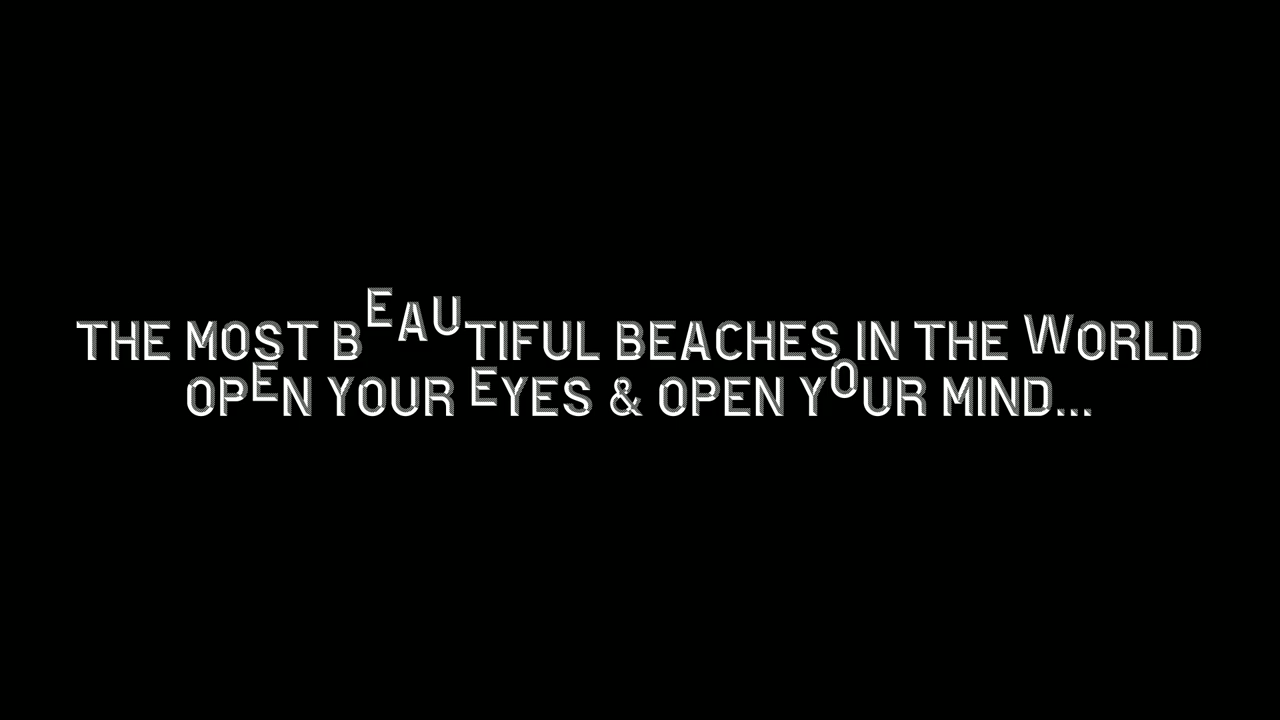 THE MOST BEAUTIFUL BEACHES IN THE WORLD
OPEN YOUR EYES & OPEN YOUR MIND...